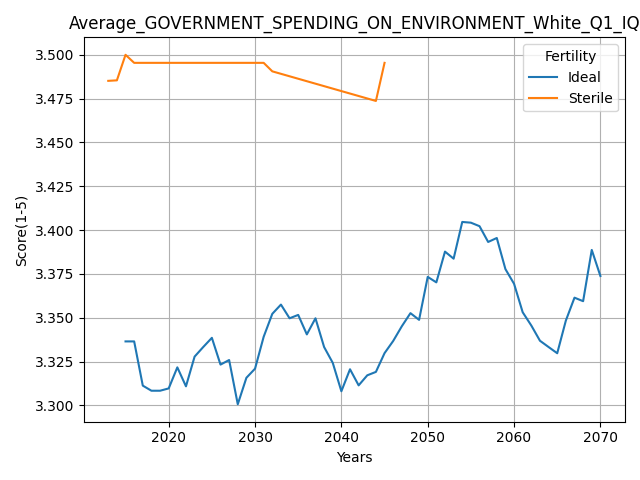 Average_GOVERNMENT_SPENDING_ON_ENVIRONMENT_White_Q1_IQ
Fertility
Ideal
Sterile
Score(1-5)
3.500
3.475
3.450
3.425
3.400
3.375
3.350
3.325
3.300
2020 2030 2040 2050 2060 2070
Years